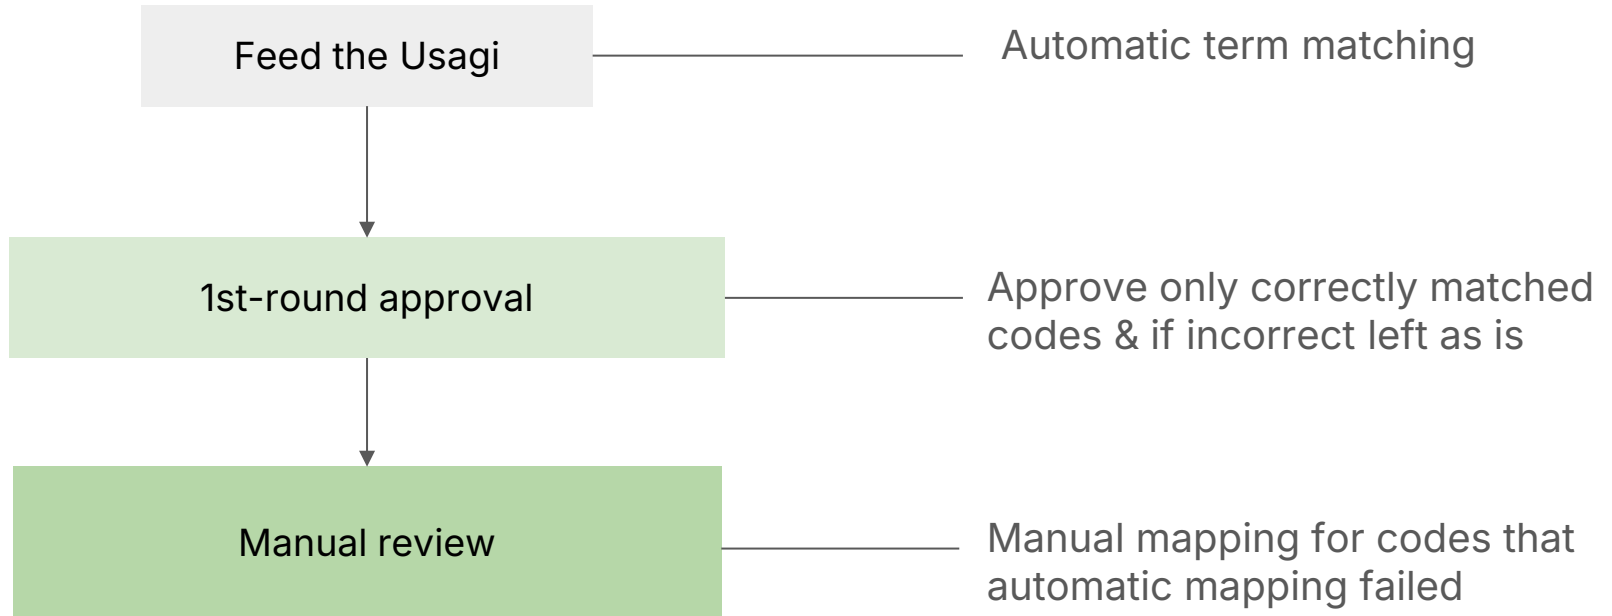 Feed the Usagi
Automatic term matching
1st-round approval
Approve only correctly matched
codes & if incorrect left as is
Manual review
Manual mapping for codes that
automatic mapping failed